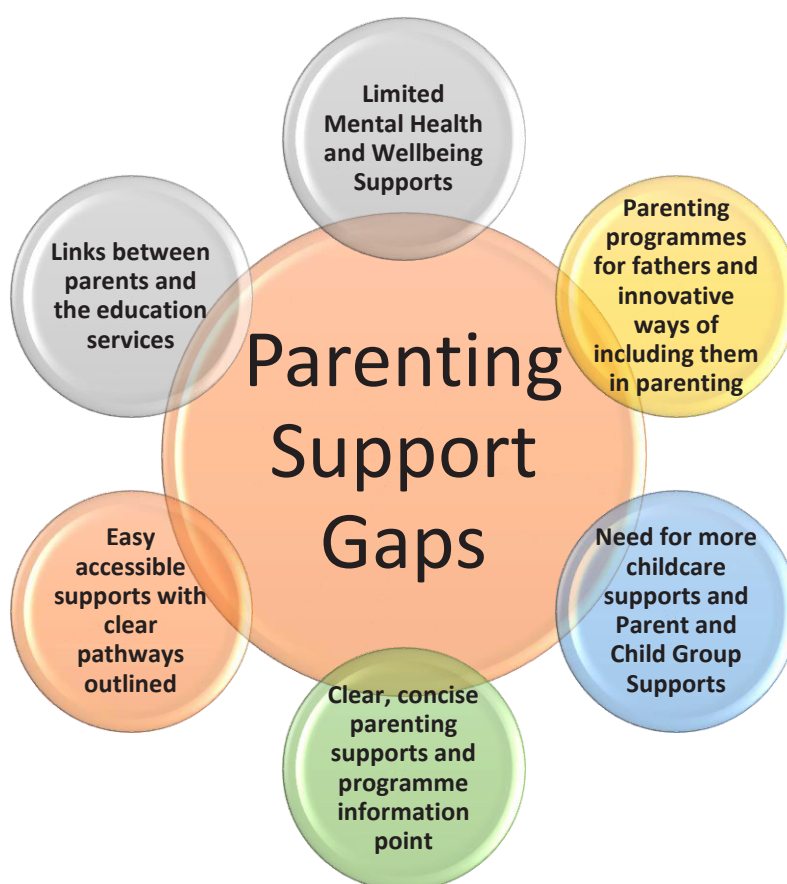 Limited
Mental Health
and Wellbeing
Supports
Parenting
programmes
for fathers and
innovative
ways of
including them
in parenting
Links between
parents and
the education
services
Parenting
Support
Gaps
Easy
accessible
supports with
clear
pathways
outlined
Need for more
childcare
supports and
Parent and
Child Group
Supports
Clear, concise
parenting
supports and
programme
information
point